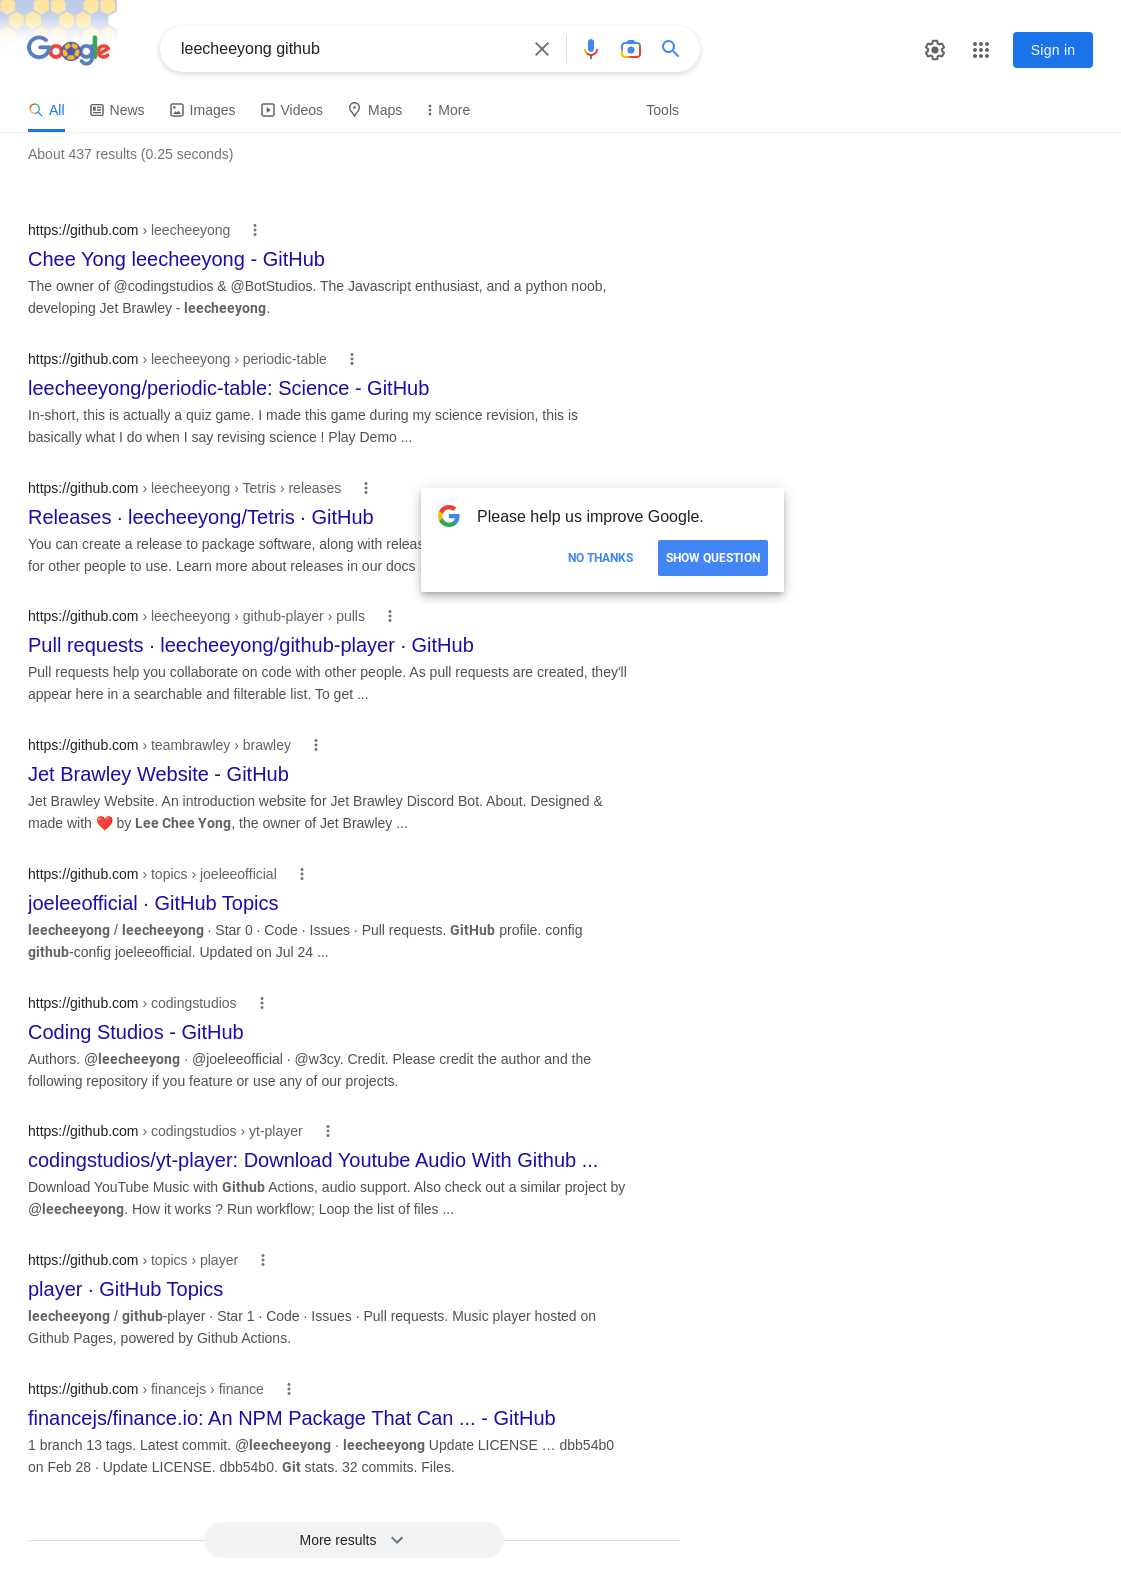 Google
leecheeyong github
Sign in
All News Images Videos Maps More Tools
About 437 results (0.25 seconds)
https://github.com › leecheeyong
Chee Yong leecheeyong - GitHub
The owner of @codingstudios & @BotStudios. The Javascript enthusiast, and a python noob,
developing Jet Brawley - leecheeyong.
https://github.com › leecheeyong › periodic-table
leecheeyong/periodic-table: Science - GitHub
In-short, this is actually a quiz game. I made this game during my science revision, this is
basically what I do when I say revising science ! Play Demo ...
https://github.com › leecheeyong › Tetris › releases
Releases · leecheeyong/Tetris · GitHub
You can create a release to package software, along with
for other people to use. Learn more about releases in our docs
Please help us improve Google.
NO THANKS SHOW QUESTION
https://github.com › leecheeyong › github-player › pulls
Pull requests · leecheeyong/github-player · GitHub
Pull requests help you collaborate on code with other people. As pull requests are created, they'll
appear here in a searchable and filterable list. To get ...
https://github.com › teambrawley › brawley
Jet Brawley Website - GitHub
Jet Brawley Website. An introduction website for Jet Brawley Discord Bot. About. Designed &
made with ❤️ by Lee Chee Yong, the owner of Jet Brawley ...
https://github.com › topics › joeleeofficial
joeleeofficial · GitHub Topics
leecheeyong / leecheeyong · Star 0 · Code · Issues · Pull requests. GitHub profile. config
github-config joeleeofficial. Updated on Jul 24 ...
https://github.com › codingstudios
Coding Studios - GitHub
Authors. @leecheeyong · @joeleeofficial · @w3cy. Credit. Please credit the author and the
following repository if you feature or use any of our projects.
https://github.com › codingstudios › yt-player
codingstudios/yt-player: Download Youtube Audio With Github ...
Download YouTube Music with Github Actions, audio support. Also check out a similar project by
@leecheeyong. How it works ? Run workflow; Loop the list of files ...
https://github.com › topics › player
player · GitHub Topics
leecheeyong / github-player · Star 1 · Code · Issues · Pull requests. Music player hosted on
Github Pages, powered by Github Actions.
https://github.com › financejs › finance
financejs/finance.io: An NPM Package That Can ... - GitHub
1 branch 13 tags. Latest commit. @leecheeyong · leecheeyong Update LICENSE … dbb54b0
on Feb 28 · Update LICENSE. dbb54b0. Git stats. 32 commits. Files.
More results